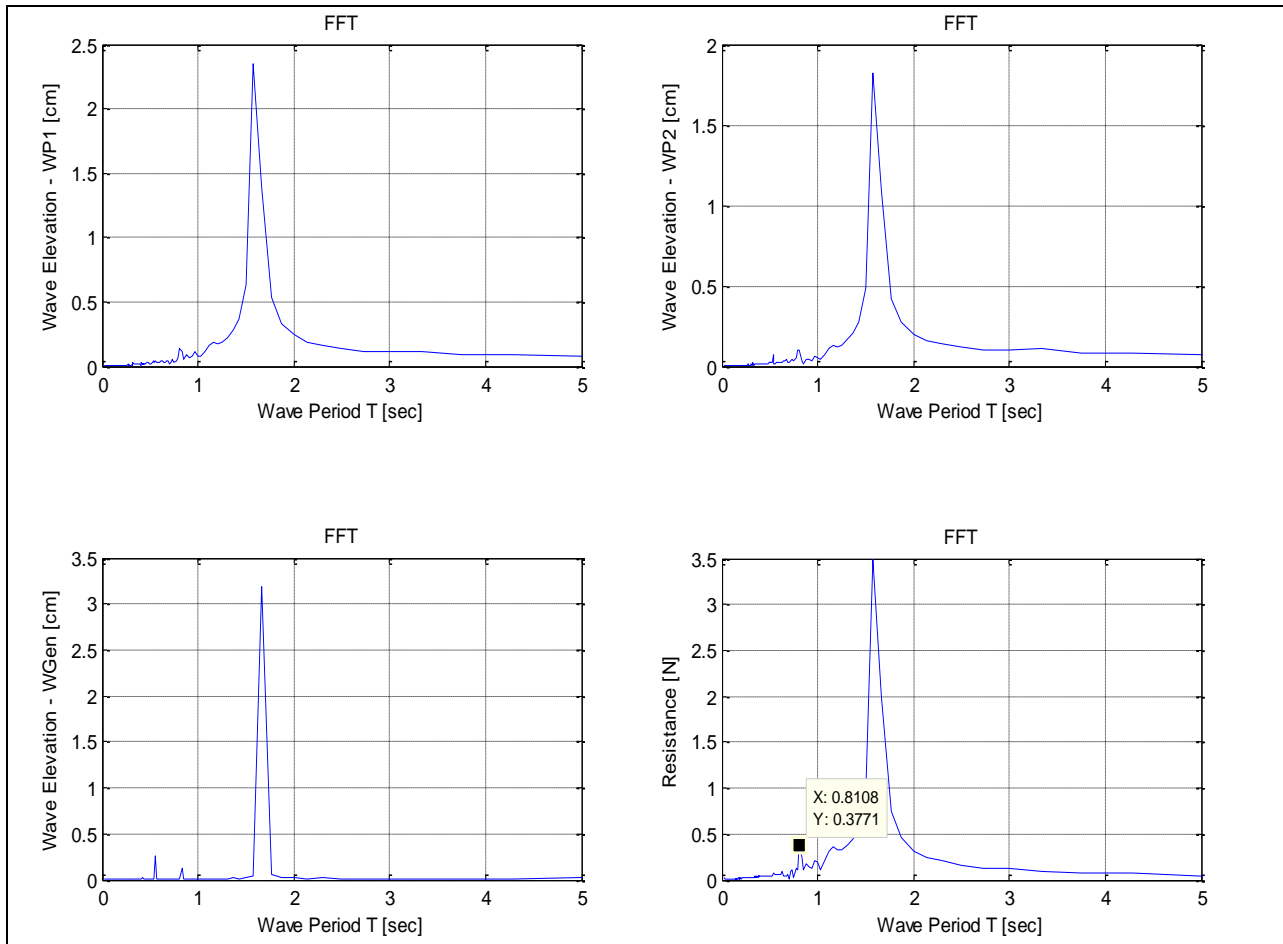 FFT
Wave Elevation - WP1 [cm]
2.5
2
1.5
1
0.5
0
0 1 2 3 4 5
Wave Period T [sec]
FFT
Wave Elevation - WP2 [cm]
2
1.5
1
0.5
0
0 1 2 3 4 5
Wave Period T [sec]
FFT
Wave Elevation - WGen [cm]
3.5
3
2.5
2
1.5
1
0.5
0
0 1 2 3 4 5
Wave Period T [sec]
FFT
Resistance [N]
3.5
3
2.5
2
1.5
1
0.5
0
X: 0.8108
Y: 0.3771
0 1 2 3 4 5
Wave Period T [sec]